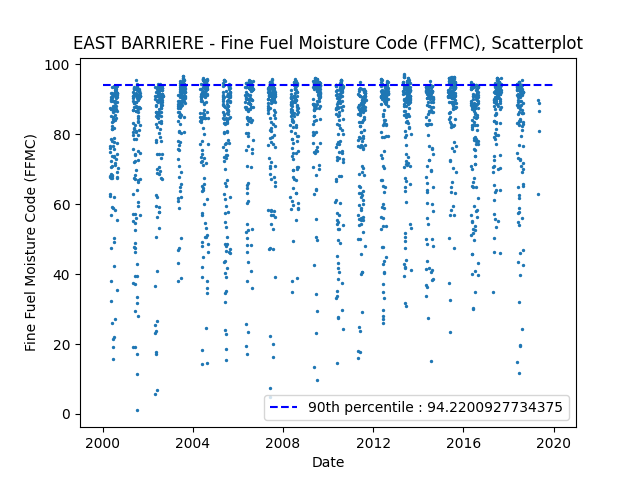 EAST BARRIERE - Fine Fuel Moisture Code (FFMC), Scatterplot
100
80
60
40
20
0
Fine Fuel Moisture Code (FFMC)
90th percentile : 94.2200927734375
2000 2004 2008 2012 2016 2020
Date